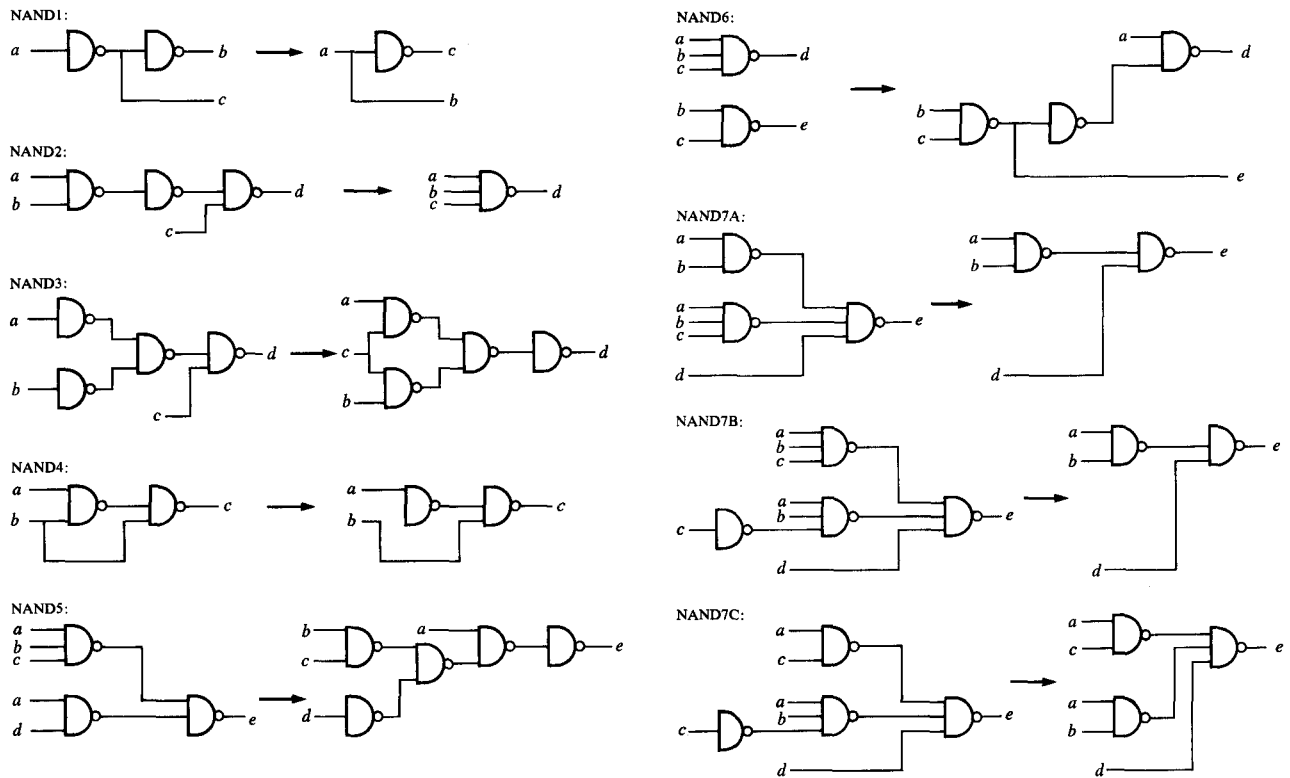 NAND1:
a b a c
c b
NAND2:
a a
b b d
c d
c
NAND3:
a a
c d
d
b b
c
NAND4:
a c a c
b b
NAND5:
a b a
b e
c c
a
d e d
NAND6:
a a
b d d
c
b b
e
c c
e
NAND7A:
a a
b b e
a
b e
c
d d
NAND7B:
a a
b e
c b
a
b e
c
d d
NAND7C:
a a
c c e
a a
b e
c b
d d